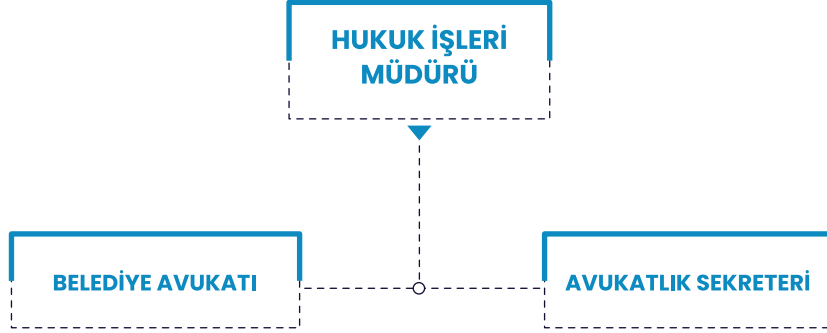 HUKUK İŞLERİ
MÜDÜRÜ
BELEDİYE AVUKATI
AVUKATLIK SEKRETERİ